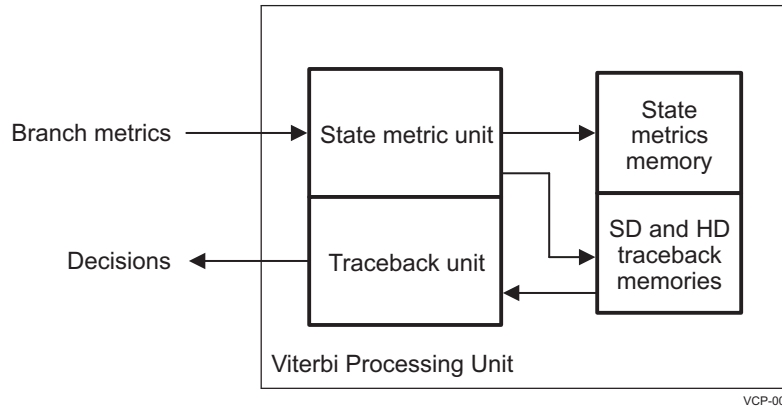 Branch metrics
State metric unit
State
metrics
memory
Decisions
Traceback unit
SD and HD
traceback
memories
Viterbi Processing Unit